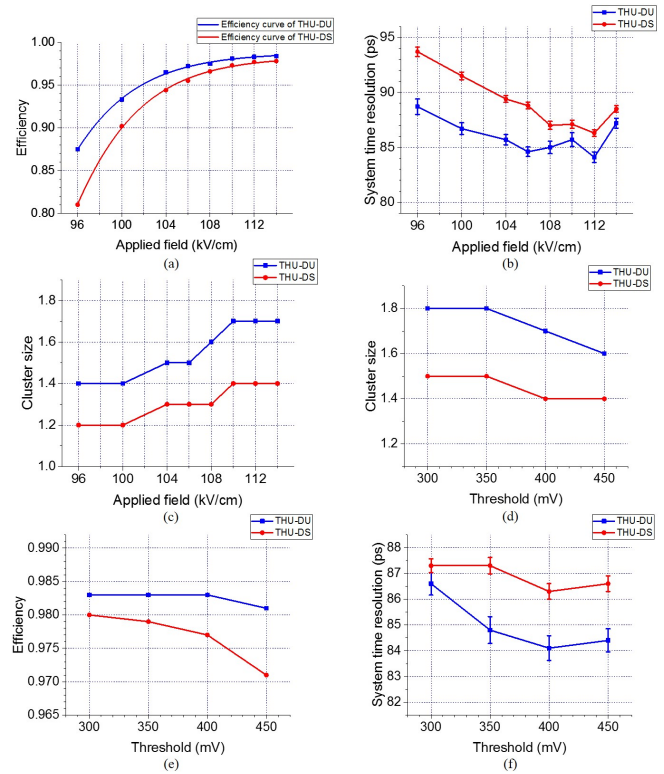 Efficiency curve of THU-DU
Efficiency curve of THU-DS
1.00
0.95
0.90
0.85
0.80
Efficiency
96 100 104 108 112
Applied field (kV/cm)
(a)
THU-DU
THU-DS
95
90
85
80
System time resolution (ps)
96 100 104 108 112
Applied field (kV/cm)
(b)
THU-DU
THU-DS
1.8
1.6
1.4
1.2
1.0
Cluster size
96 100 104 108 112
Applied field (kV/cm)
(c)
THU-DU
THU-DS
1.8
1.6
1.4
1.2
Cluster size
300 350 400 450
Threshold (mV)
(d)
THU-DU
THU-DS
0.990
0.985
0.980
0.975
0.970
0.965
Efficiency
300 350 400 450
Threshold (mV)
(e)
THU-DU
THU-DS
88
87
86
85
84
83
82
System time resolution (ps)
300 350 400 450
Threshold (mV)
(f)